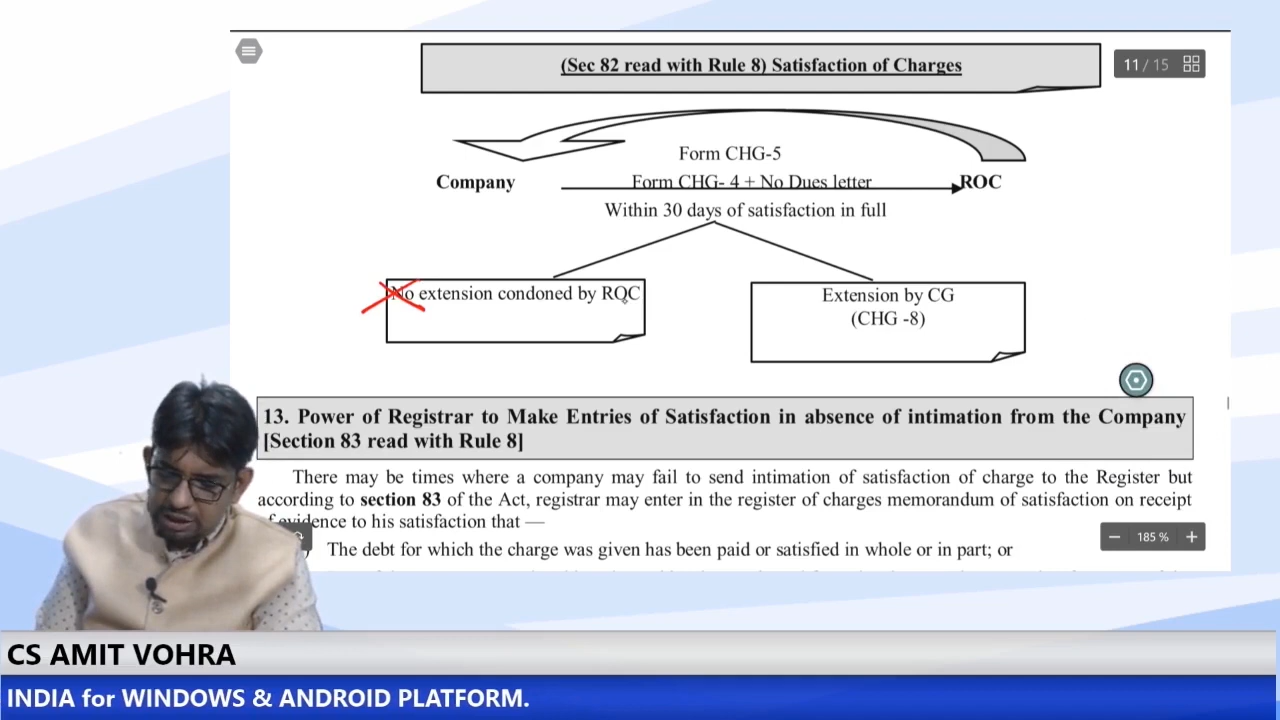 (Sec 82 read with Rule 8) Satisfaction of Charges
11 / 15
Form CHG-5
Company
Form CHG- 4 + No Dues letter
ROC
Within 30 days of satisfaction in full
No extension condoned by ROC
Extension by CG
(CHG -8)
13. Power of Registrar to Make Entries of Satisfaction in absence of intimation from the Company
[Section 83 read with Rule 8]
There may be times where a company may fail to send intimation of satisfaction of charge to the Register but
according to section 83 of the Act, registrar may enter in the register of charges memorandum of satisfaction on receipt
of evidence to his satisfaction that —
185 %
The debt for which the charge was given has been paid or satisfied in whole or in part; or
CS AMIT VOHRA
INDIA for WINDOWS & ANDROID PLATFORM.